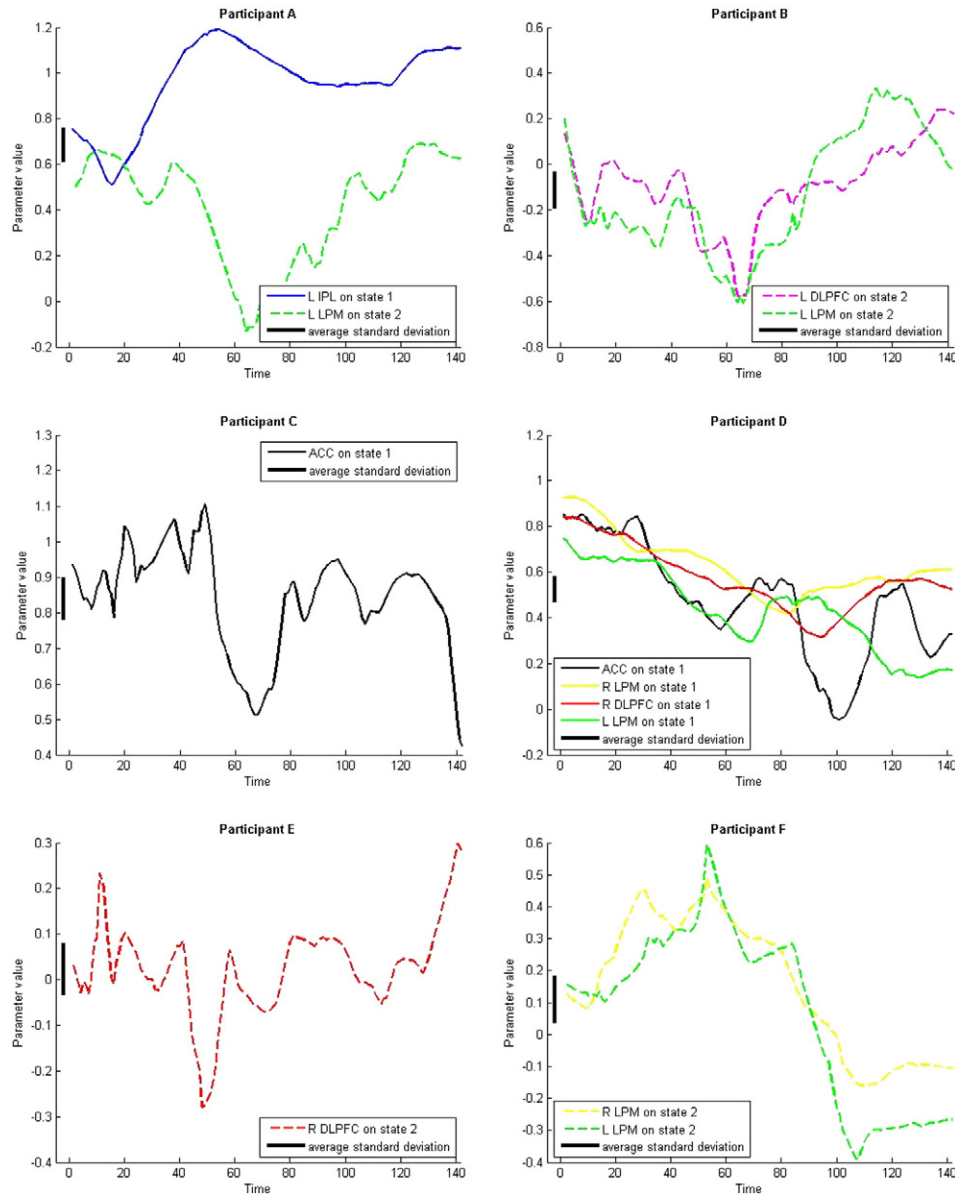 Participant A
1.2
1
0.8
0.6
0.4
0.2
0
-0.2
Parameter value
0 20 40 60 80 100 120 140
Time
L IPL on state 1
L LPM on state 2
average standard deviation
Participant B
0.6
0.4
0.2
0
-0.2
-0.4
-0.6
-0.8
Parameter value
0 20 40 60 80 100 120 140
Time
L DLPFC on state 2
L LPM on state 2
average standard deviation
Participant C
1.3
1.2
1.1
1
0.9
0.8
0.7
0.6
0.5
0.4
Parameter value
0 20 40 60 80 100 120 140
Time
ACC on state 1
average standard deviation
Participant D
1.2
1
0.8
0.6
0.4
0.2
0
-0.2
Parameter value
0 20 40 60 80 100 120 140
Time
ACC on state 1
R LPM on state 1
R DLPFC on state 1
L LPM on state 1
average standard deviation
Participant E
0.3
0.2
0.1
0
-0.1
-0.2
-0.3
-0.4
Parameter value
0 20 40 60 80 100 120 140
Time
R DLPFC on state 2
average standard deviation
Participant F
0.6
0.5
0.4
0.3
0.2
0.1
0
-0.1
-0.2
-0.3
-0.4
Parameter value
0 20 40 60 80 100 120 140
Time
R LPM on state 2
L LPM on state 2
average standard deviation